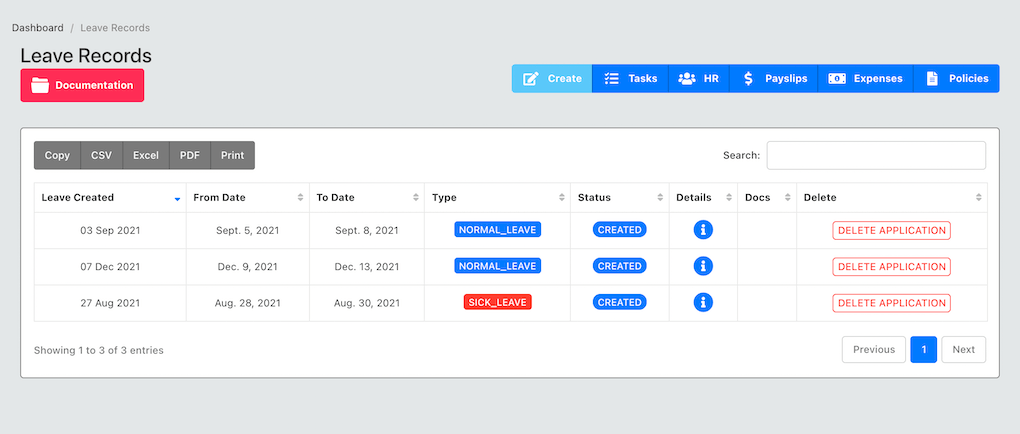 Dashboard / Leave Records
Leave Records
Documentation
Create Tasks HR Payslips Expenses Policies
Copy CSV Excel PDF Print
Search:
Leave Created From Date To Date Type Status Details Docs Delete
03 Sep 2021 Sept. 5, 2021 Sept. 8, 2021 NORMAL_LEAVE CREATED DELETE APPLICATION
07 Dec 2021 Dec. 9, 2021 Dec. 13, 2021 NORMAL_LEAVE CREATED DELETE APPLICATION
27 Aug 2021 Aug. 28, 2021 Aug. 30, 2021 SICK_LEAVE CREATED DELETE APPLICATION
Showing 1 to 3 of 3 entries
Previous 1 Next